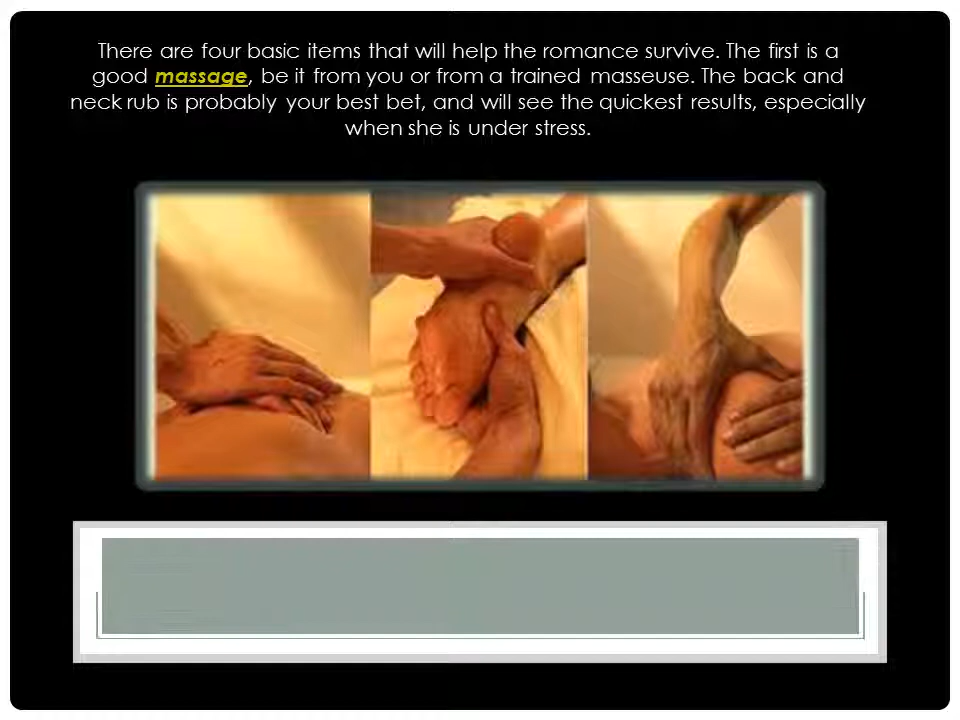 There are four basic items that will help the romance survive. The first is a
good massage, be it from you or from a trained masseuse. The back and
neck rub is probably your best bet, and will see the quickest results, especially
when she is under stress.